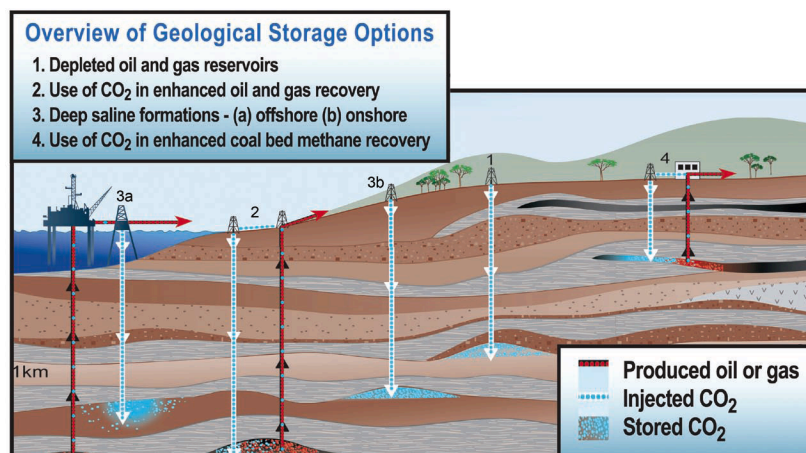 Overview of Geological Storage Options
1. Depleted oil and gas reservoirs
2. Use of CO₂ in enhanced oil and gas recovery
3. Deep saline formations - (a) offshore (b) onshore
4. Use of CO₂ in enhanced coal bed methane recovery
3a
2
3b
1
4
1km
Produced oil or gas
Injected CO₂
Stored CO₂